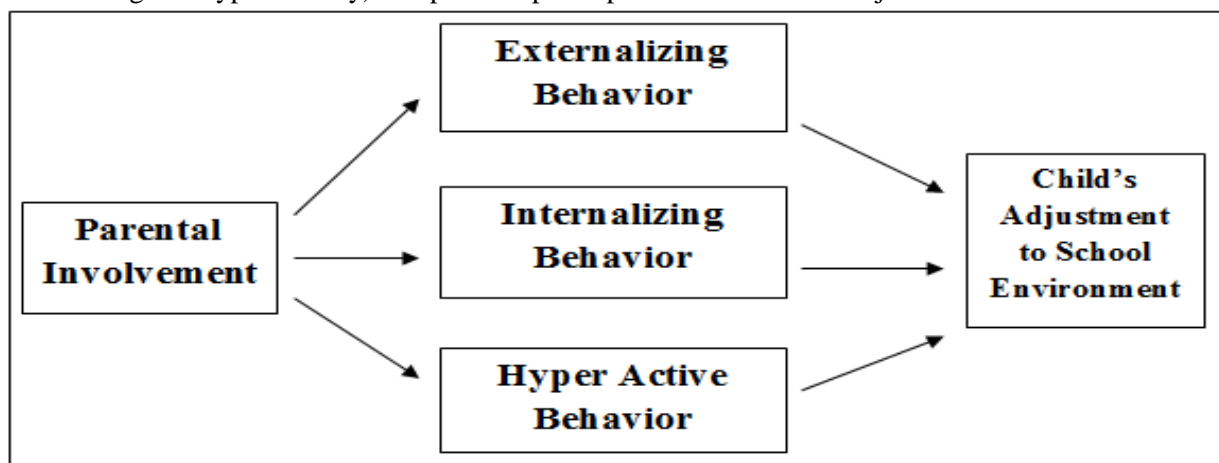 Externalizing
Behavior
Parental
Involvement
Internalizing
Behavior
Hyper Active
Behavior
Child's
Adjustment
to School
Environment